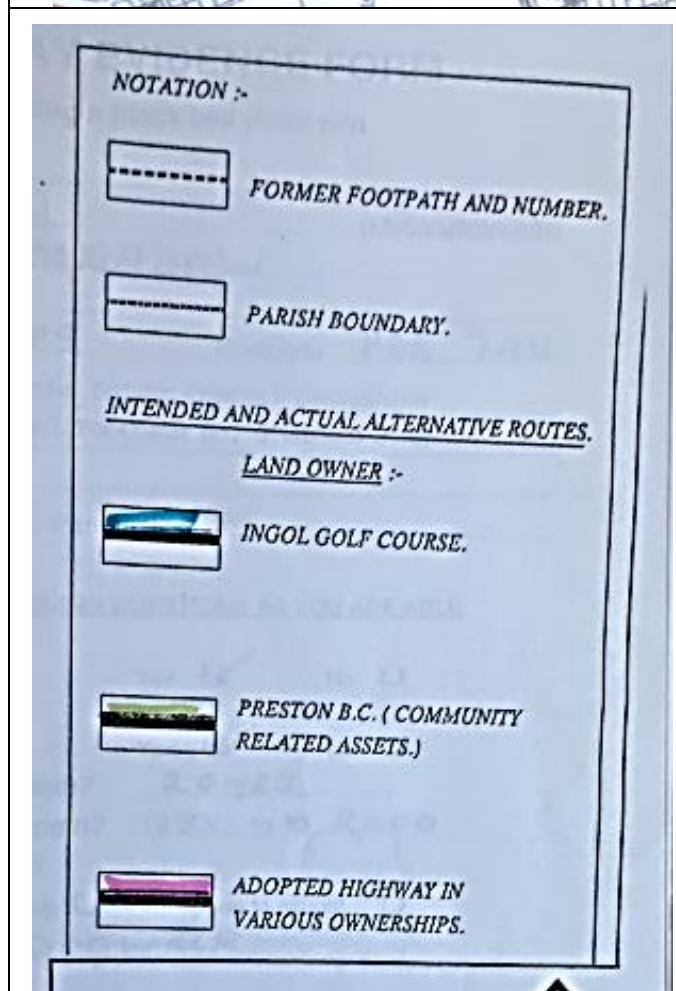 NOTATION :-
FORMER FOOTPATH AND NUMBER.
PARISH BOUNDARY.
INTENDED AND ACTUAL ALTERNATIVE ROUTES.
LAND OWNER :-
INGOL GOLF COURSE.
PRESTON B.C. ( COMMUNITY
RELATED ASSETS.)
ADOPTED HIGHWAY IN
VARIOUS OWNERSHIPS.